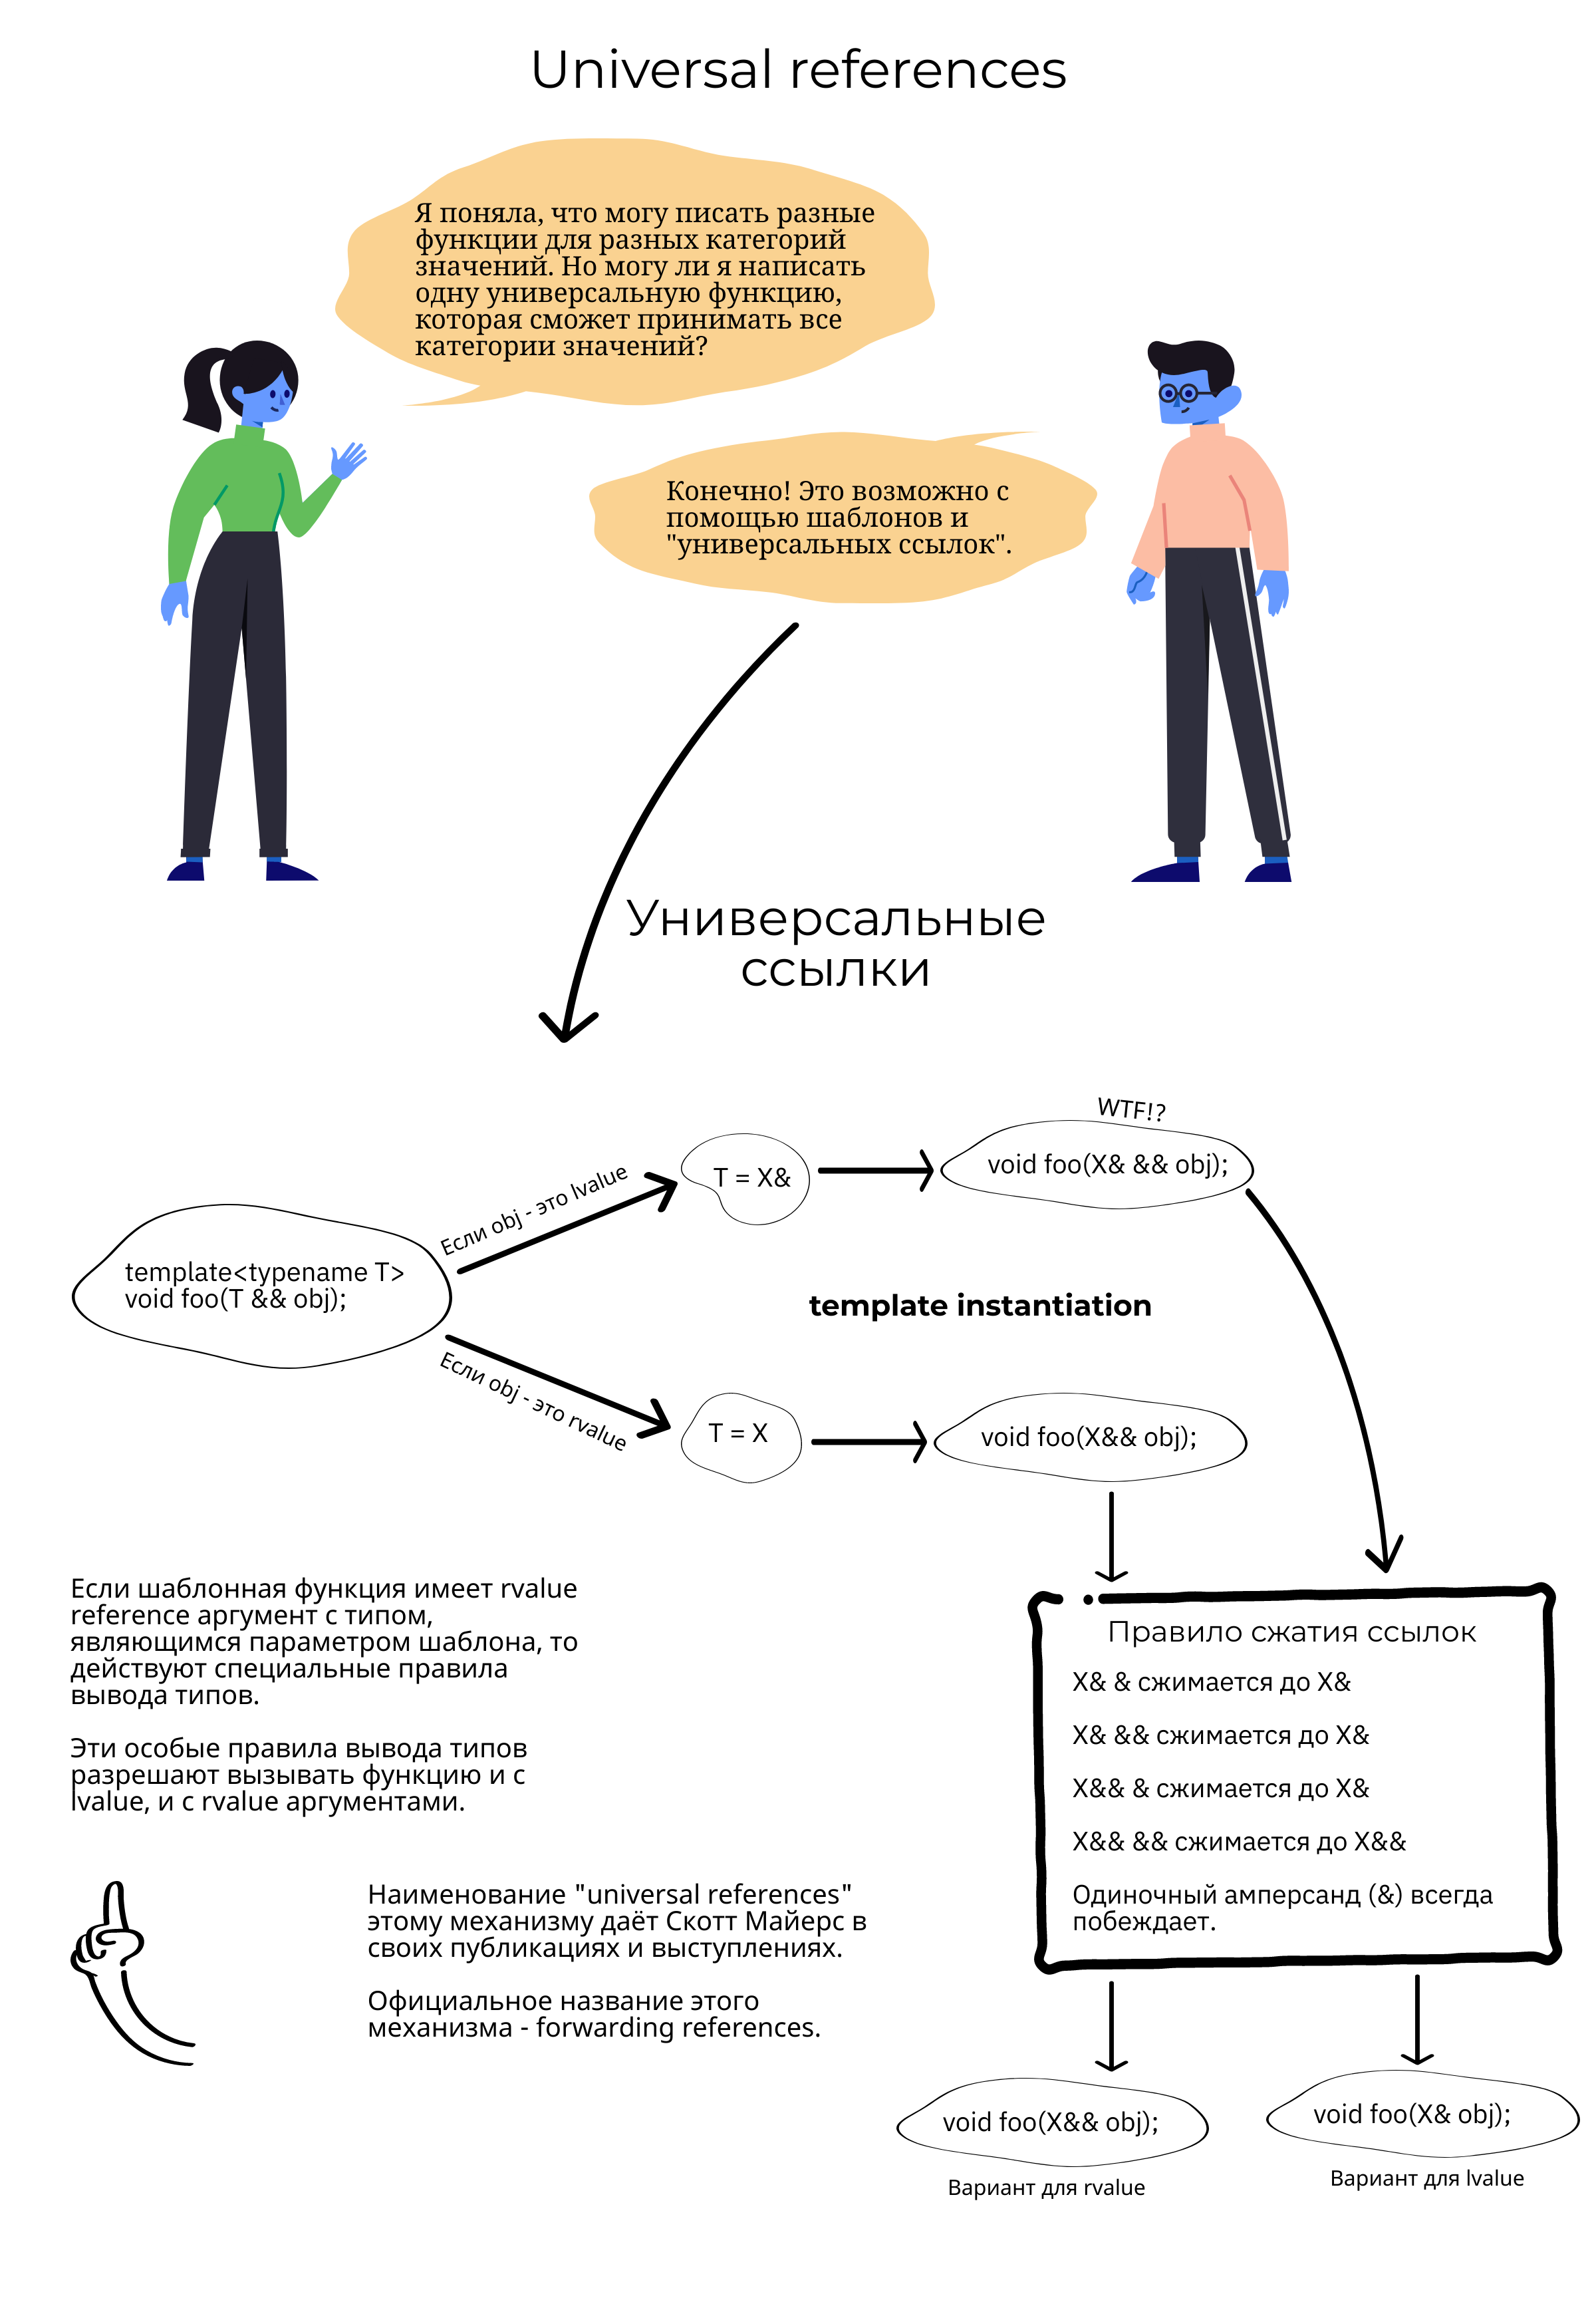 Universal references
Я поняла, что могу писать разные
функции для разных категорий
значений. Но могу ли я написать
одну универсальную функцию,
которая сможет принимать все
категории значений?
Конечно! Это возможно с
помощью шаблонов и
"универсальных ссылок".
Универсальные
ссылки
WTF!?
Если obj - это lvalue
T = X&
void foo(X& && obj);
template<typename T>
void foo(T && obj);
template instantiation
Если obj - это rvalue
T = X
void foo(X&& obj);
Если шаблонная функция имеет rvalue
reference аргумент с типом,
являющимся параметром шаблона, то
действуют специальные правила
вывода типов.
Эти особые правила вывода типов
разрешают вызывать функцию и с
lvalue, и с rvalue аргументами.
Правило сжатия ссылок
X& & сжимается до X&
X& && сжимается до X&
X&& & сжимается до X&
X&& && сжимается до X&&
Одиночный амперсанд (&) всегда
побеждает.
Наименование "universal references"
этому механизму даёт Скотт Майерс в
своих публикациях и выступлениях.
Официальное название этого
механизма - forwarding references.
void foo(X&& obj);
Вариант для rvalue
void foo(X& obj);
Вариант для lvalue